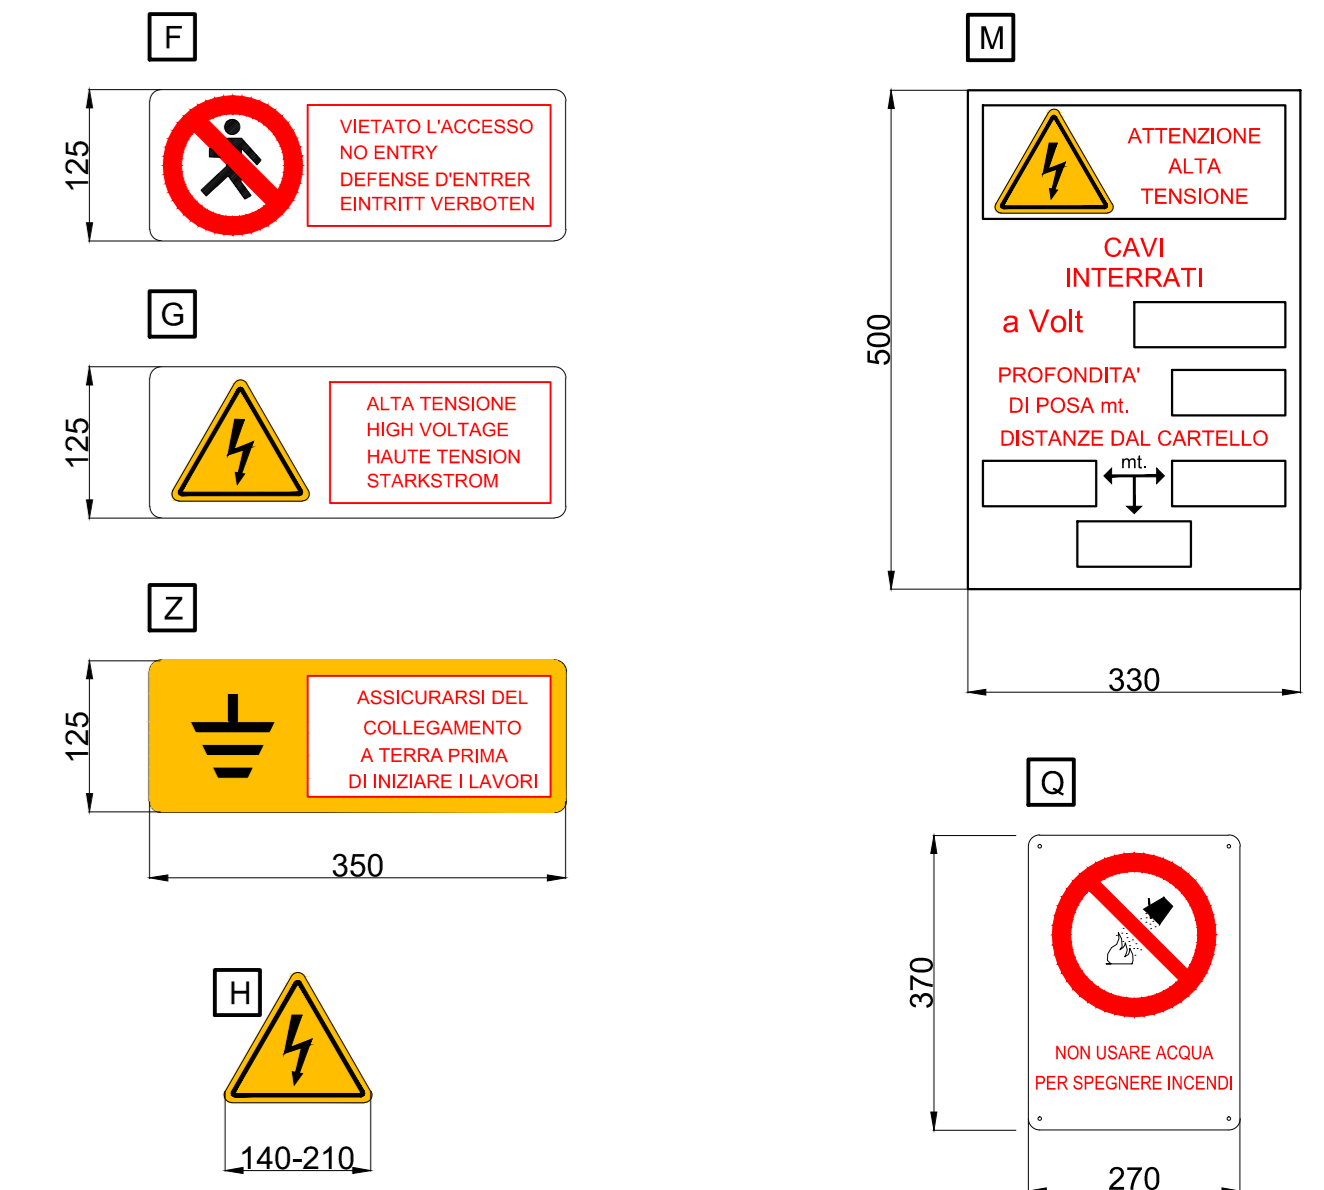 F
125
VIETATO L'ACCESSO
NO ENTRY
DEFENSE D'ENTRER
EINTRITT VERBOTEN
G
125
ALTA TENSIONE
HIGH VOLTAGE
HAUTE TENSION
STARKSTROM
Z
125
ASSICURARSI DEL
COLLEGAMENTO
A TERRA PRIMA
DI INIZIARE I LAVORI
350
H
140-210
M
500
ATTENZIONE
ALTA
TENSIONE
CAVI
INTERRATI
a Volt
PROFONDITA'
DI POSA mt.
DISTANZE DAL CARTELLO
mt.
330
Q
370
NON USARE ACQUA
PER SPEGNERE INCENDI
270